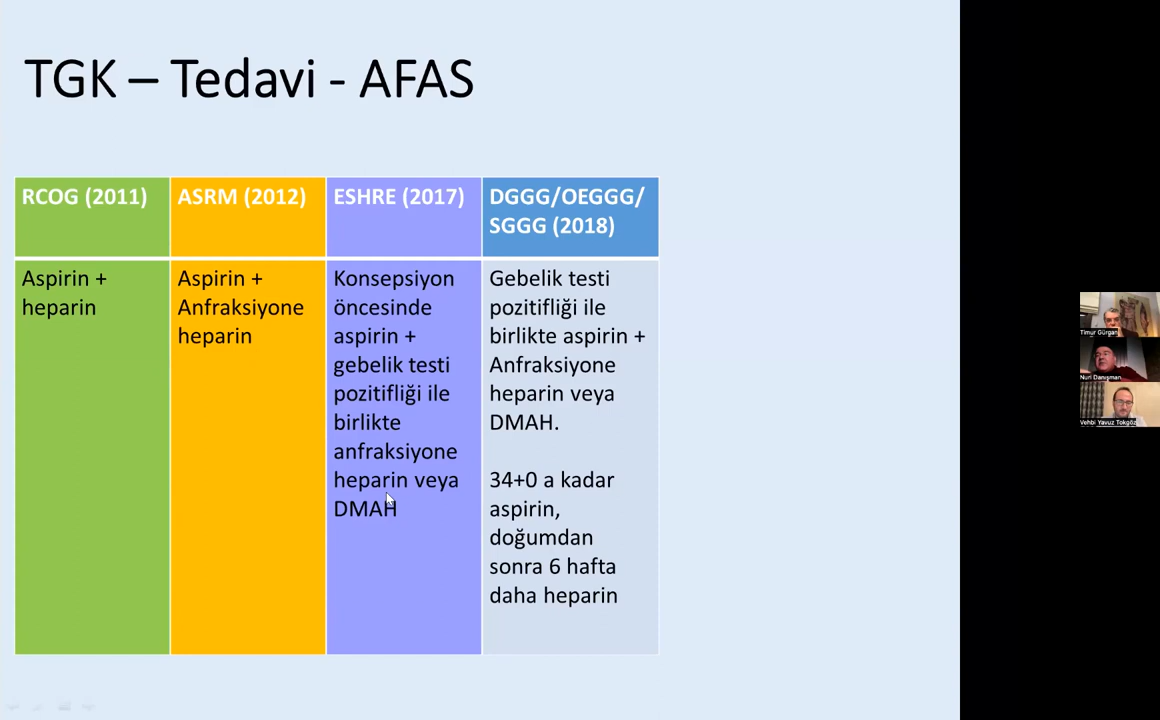 TGK – Tedavi - AFAS
RCOG (2011)
Aspirin +
heparin
ASRM (2012)
Aspirin +
Anfraksiyone
heparin
ESHRE (2017)
Konsepsiyon
öncesinde
aspirin +
gebelik testi
pozitifliği ile
birlikte
anfraksiyone
heparin veya
DMAH
DGGG/OEGGG/
SGGG (2018)
Gebelik testi
pozitifliği ile
birlikte aspirin +
Anfraksiyone
heparin veya
DMAH.
34+0 a kadar
aspirin,
doğumdan
sonra 6 hafta
daha heparin
Timur Gürgan
Nuri Danışman
Vehbi Yavuz Tokgöz